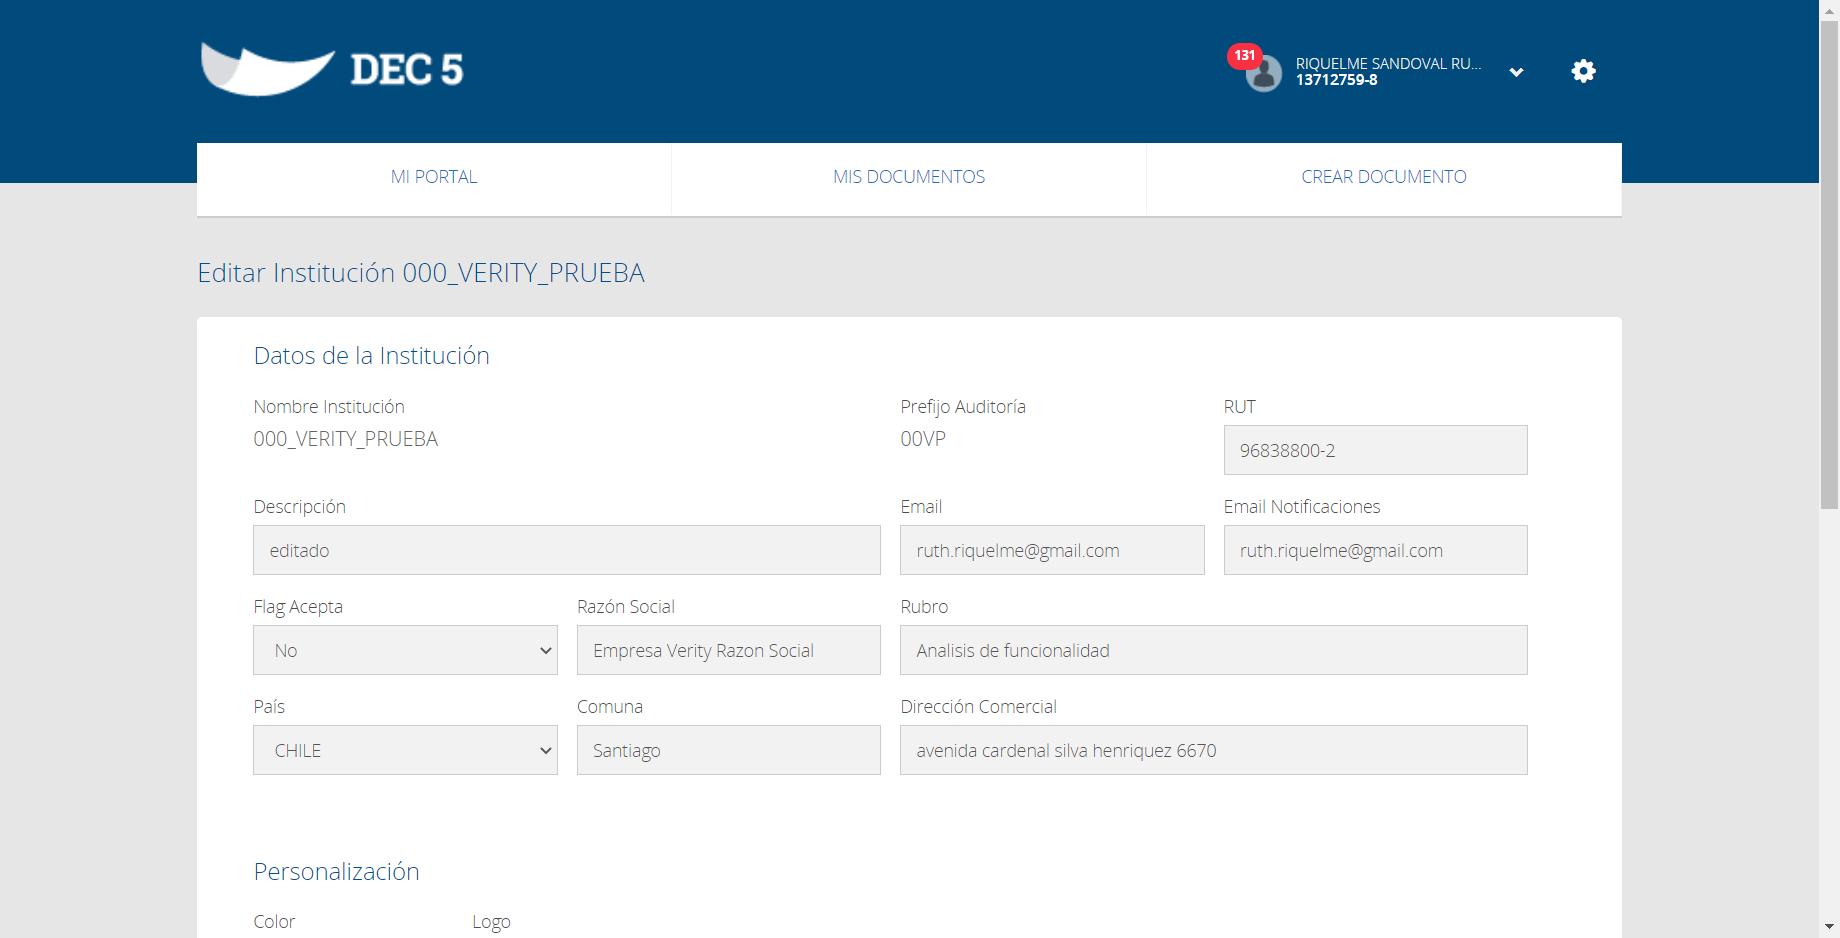 DEC 5
131
RIQUELME SANDOVAL RU...
13712759-8
MI PORTAL
MIS DOCUMENTOS
CREAR DOCUMENTO
Editar Institución 000_VERITY_PRUEBA
Datos de la Institución
Nombre Institución
000_VERITY_PRUEBA
Prefijo Auditoría
00VP
RUT
96838800-2
Descripción
editado
Email
ruth.riquelme@gmail.com
Email Notificaciones
ruth.riquelme@gmail.com
Flag Acepta
No
Razón Social
Empresa Verity Razon Social
Rubro
Analisis de funcionalidad
País
CHILE
Comuna
Santiago
Dirección Comercial
avenida cardenal silva henriquez 6670
Personalización
Color
Logo